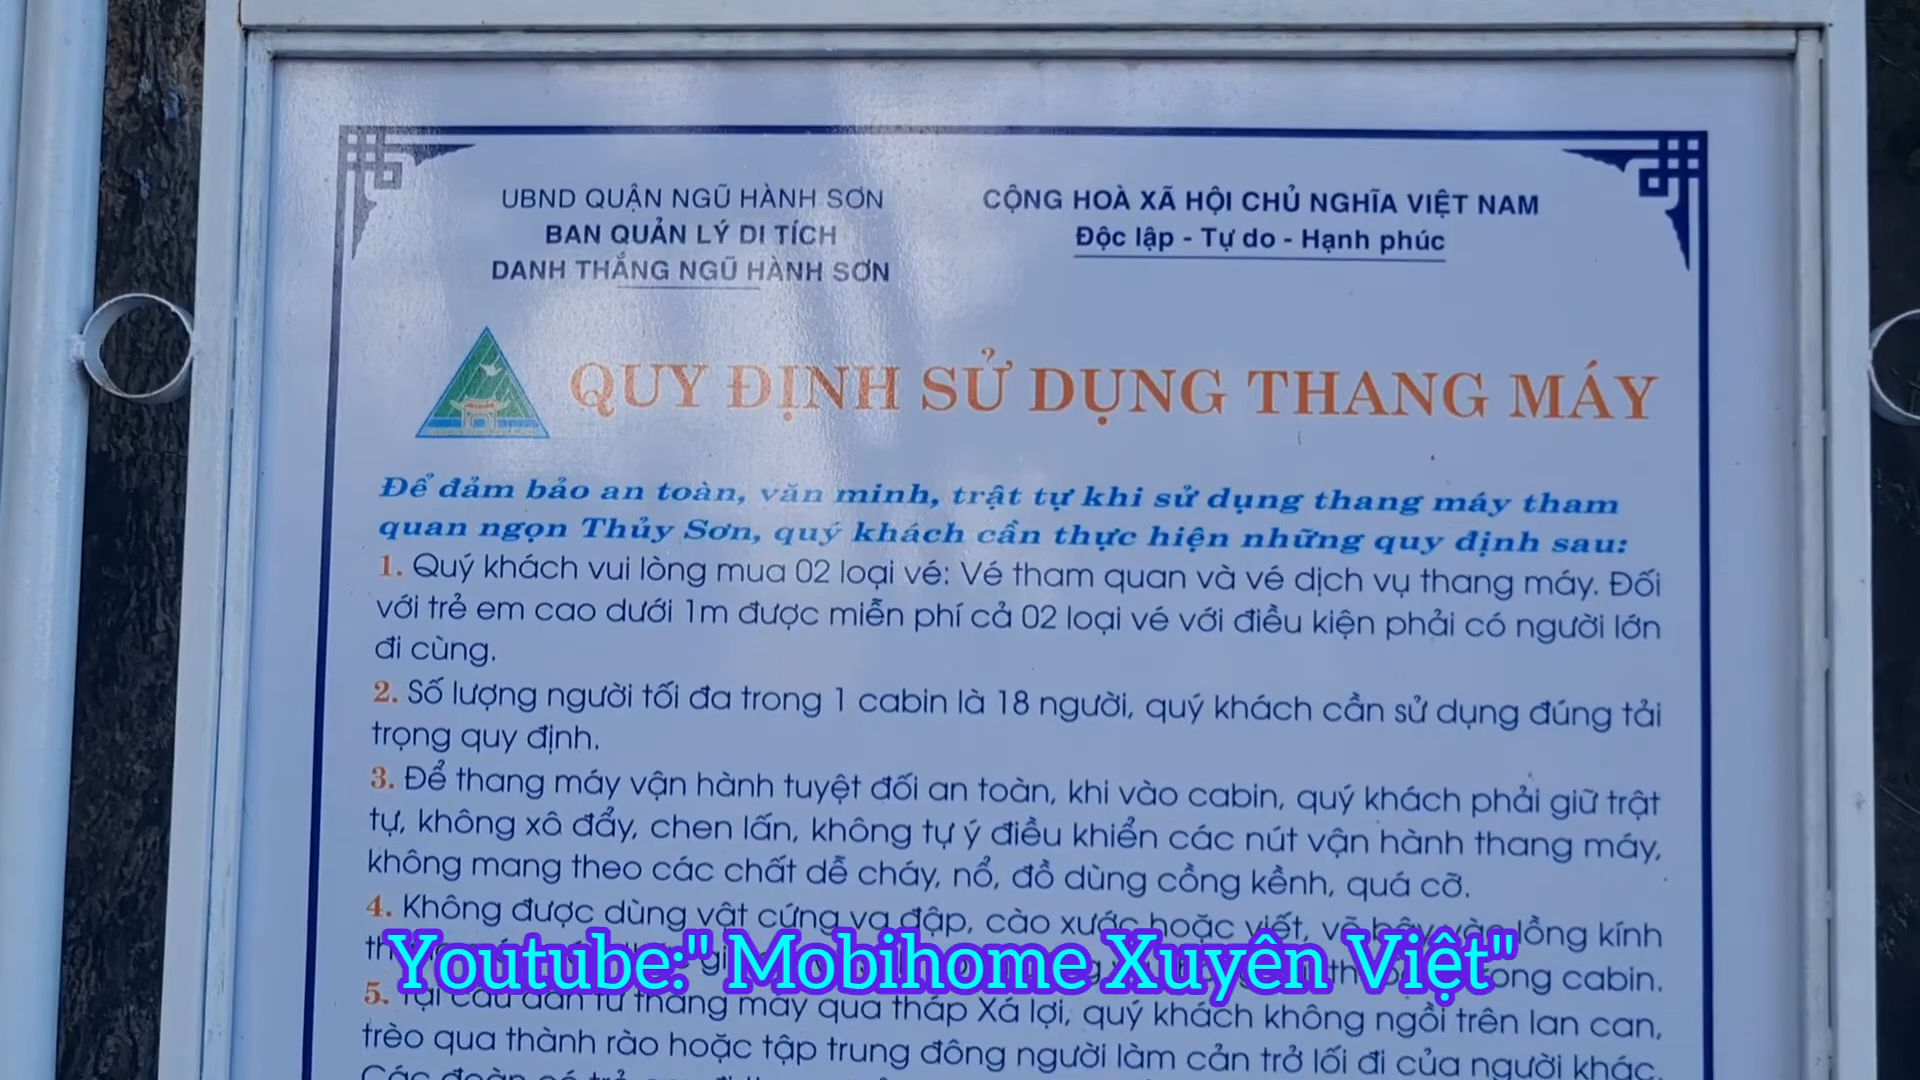 UBND QUẬN NGŨ HÀNH SƠN
BAN QUẢN LÝ DI TÍCH
DANH THẮNG NGŨ HÀNH SƠN
CỘNG HOÀ XÃ HỘI CHỦ NGHĨA VIỆT NAM
Độc lập - Tự do - Hạnh phúc
QUY ĐỊNH SỬ DỤNG THANG MÁY
Để đảm bảo an toàn, văn minh, trật tự khi sử dụng thang máy tham
quan ngọn Thủy Sơn, quý khách cần thực hiện những quy định sau:
1. Quý khách vui lòng mua 02 loại vé: Vé tham quan và vé dịch vụ thang máy. Đối
với trẻ em cao dưới 1m được miễn phí cả 02 loại vé với điều kiện phải có người lớn
đi cùng.
2. Số lượng người tối đa trong 1 cabin là 18 người, quý khách cần sử dụng đúng tải
trọng quy định.
3. Để thang máy vận hành tuyệt đối an toàn, khi vào cabin, quý khách phải giữ trật
tự, không xô đẩy, chen lấn, không tự ý điều khiển các nút vận hành thang máy,
không mang theo các chất dễ cháy, nổ, đồ dùng cồng kềnh, quá cỡ.
4. Không được dùng vật cứng va đập, cào xước hoặc viết, vẽ bậy vào lồng kính
trong cabin.
Youtube:" Mobihome Xuyên Việt"
5. Tại cầu dẫn từ thang máy qua tháp Xá lợi, quý khách không ngồi trên lan can,
trèo qua thành rào hoặc tập trung đông người làm cản trở lối đi của người khác.